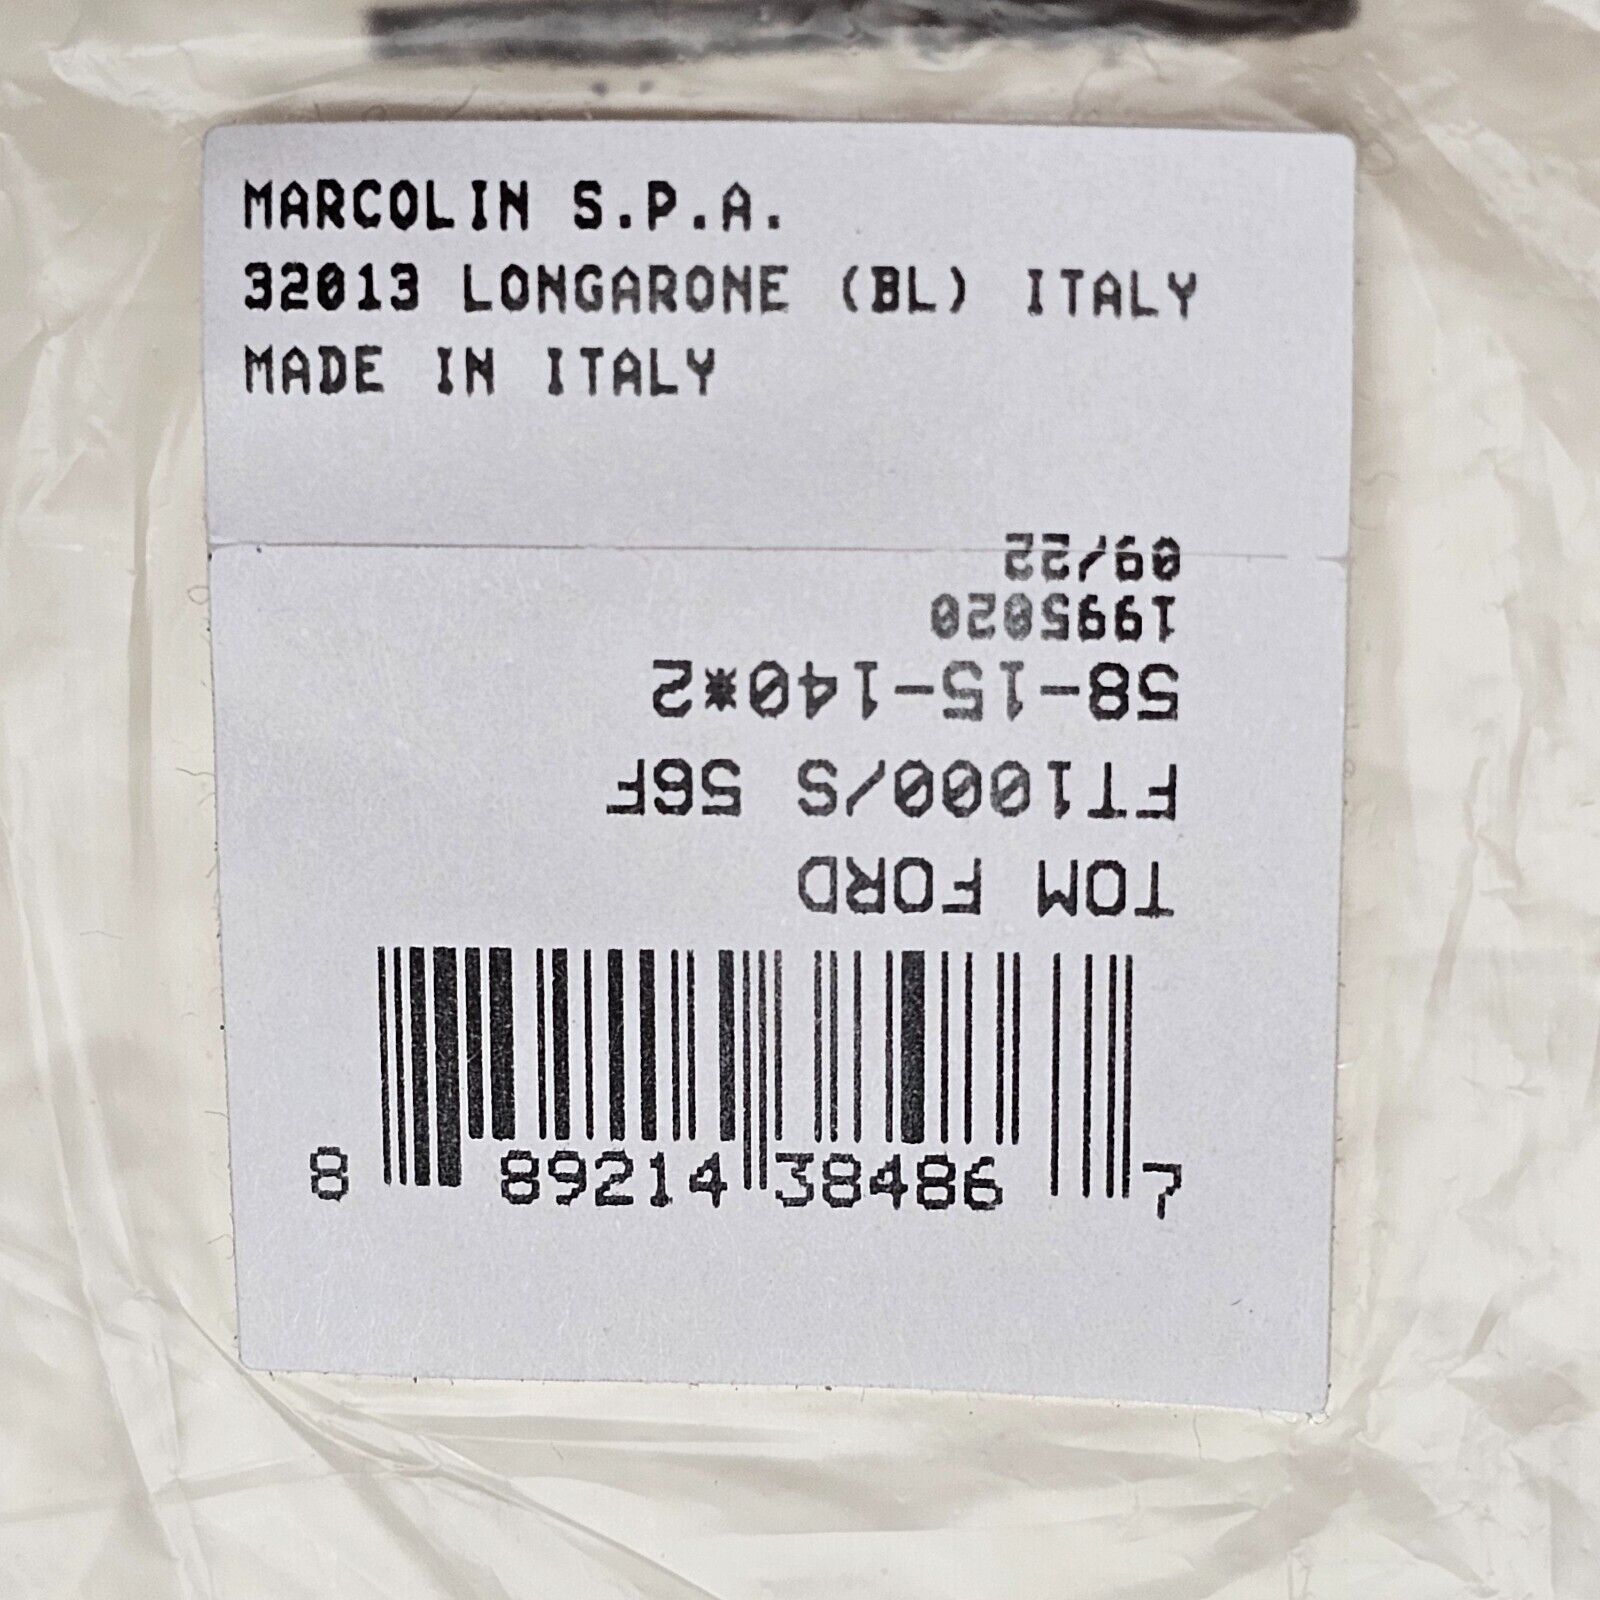 MARCOLIN S.P.A.
32013 LONGARONE (BL) ITALY
MADE IN ITALY
TOM FORD
FT1000/S 56F
58-15-140*2
1995020
09/22
8 89214 38486 7